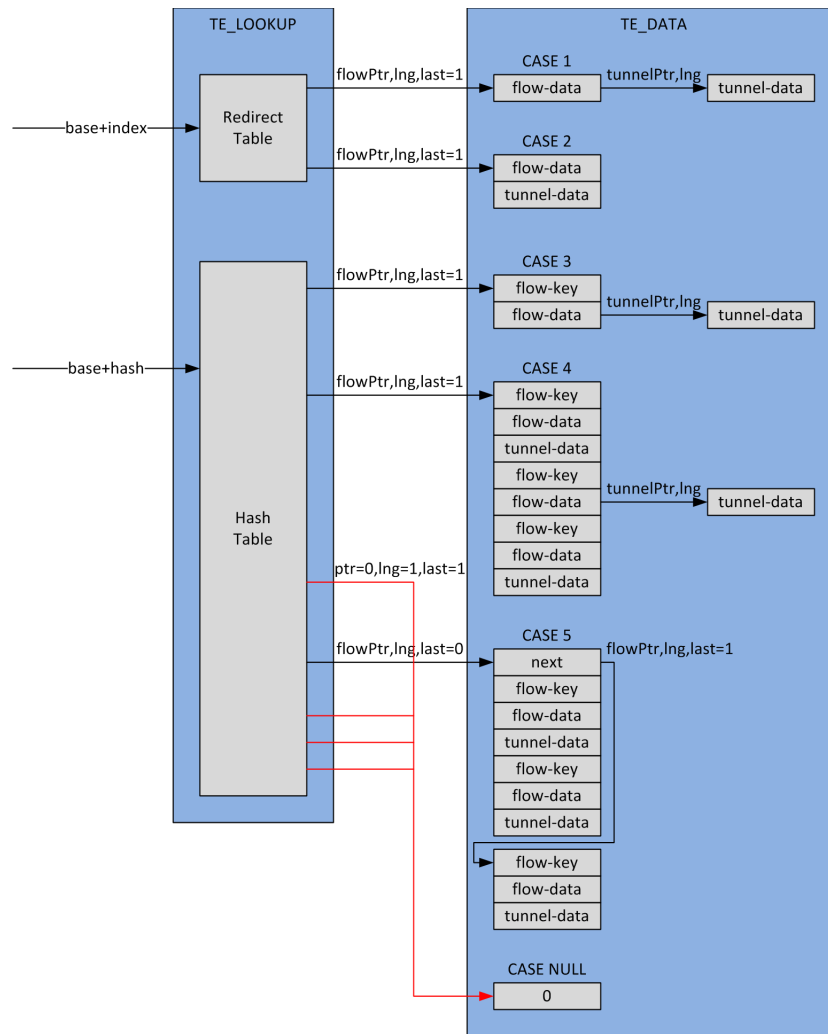 TE_LOOKUP
TE_DATA
CASE 1
flowPtr,lng,last=1
flow-data
tunnelPtr,lng
tunnel-data
Redirect
Table
base+index
CASE 2
flowPtr,lng,last=1
flow-data
tunnel-data
CASE 3
flowPtr,lng,last=1
flow-key
flow-data
tunnelPtr,lng
tunnel-data
base+hash
CASE 4
flowPtr,lng,last=1
flow-key
flow-data
tunnel-data
flow-key
flow-data
tunnelPtr,lng
tunnel-data
flow-key
flow-data
tunnel-data
Hash
Table
ptr=0,lng=1,last=1
CASE 5
flowPtr,lng,last=0
next
flowPtr,lng,last=1
flow-key
flow-data
tunnel-data
flow-key
flow-data
tunnel-data
flow-key
flow-data
tunnel-data
CASE NULL
0